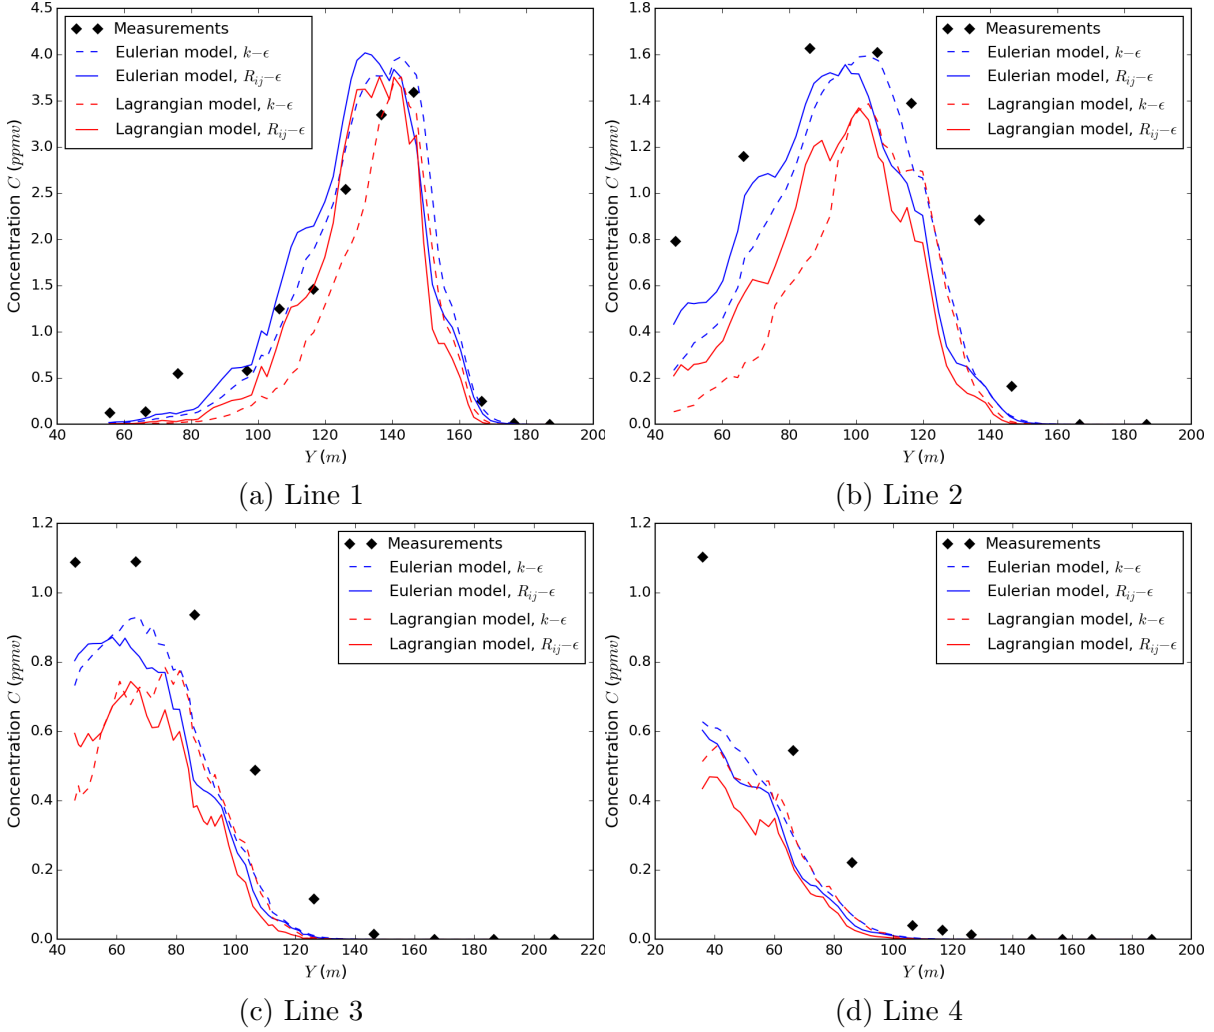 Concentration C (ppmv)
4.5
4.0
3.5
3.0
2.5
2.0
1.5
1.0
0.5
0.0
Measurements
Eulerian model, k−ϵ
Eulerian model, Rij−ϵ
Lagrangian model, k−ϵ
Lagrangian model, Rij−ϵ
40 60 80 100 120 140 160 180 200
Y (m)
(a) Line 1
Concentration C (ppmv)
1.8
1.6
1.4
1.2
1.0
0.8
0.6
0.4
0.2
0.0
Measurements
Eulerian model, k−ϵ
Eulerian model, Rij−ϵ
Lagrangian model, k−ϵ
Lagrangian model, Rij−ϵ
40 60 80 100 120 140 160 180 200
Y (m)
(b) Line 2
Concentration C (ppmv)
1.2
1.0
0.8
0.6
0.4
0.2
0.0
Measurements
Eulerian model, k−ϵ
Eulerian model, Rij−ϵ
Lagrangian model, k−ϵ
Lagrangian model, Rij−ϵ
40 60 80 100 120 140 160 180 200 220
Y (m)
(c) Line 3
Concentration C (ppmv)
1.2
1.0
0.8
0.6
0.4
0.2
0.0
Measurements
Eulerian model, k−ϵ
Eulerian model, Rij−ϵ
Lagrangian model, k−ϵ
Lagrangian model, Rij−ϵ
20 40 60 80 100 120 140 160 180 200
Y (m)
(d) Line 4